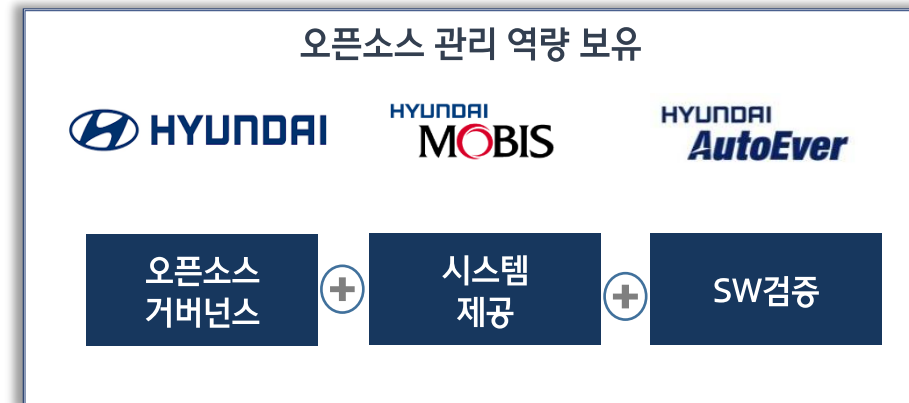 오픈소스 관리 역량 보유
HYUNDAI
HYUNDAI
MOBIS
HYUNDAI
AutoEver
오픈소스
거버넌스
+
시스템
제공
+
SW검증